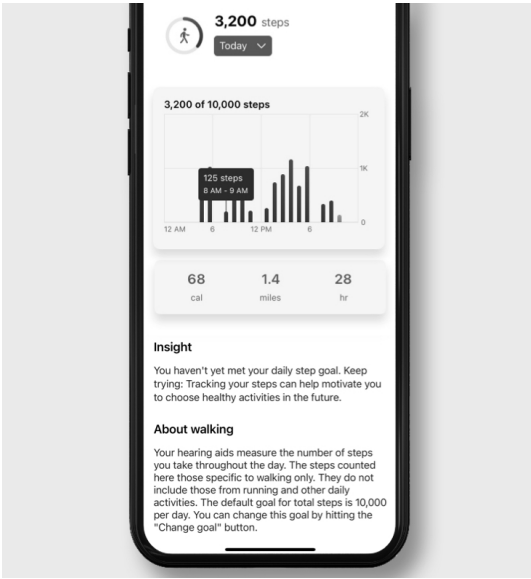 3,200 steps
Today
3,200 of 10,000 steps
2K
1K
125 steps
8 AM - 9 AM
0
12 AM 6 12 PM 6
68 1.4 28
cal miles hr
Insight
You haven't yet met your daily step goal. Keep
trying: Tracking your steps can help motivate you
to choose healthy activities in the future.
About walking
Your hearing aids measure the number of steps
you take throughout the day. The steps counted
here those specific to walking only. They do not
include those from running and other daily
activities. The default goal for total steps is 10,000
per day. You can change this goal by hitting the
"Change goal" button.